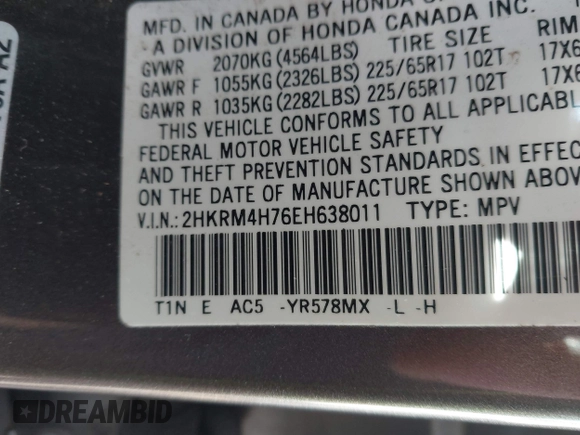 MFD. IN CANADA BY HONDA
A DIVISION OF HONDA CANADA INC.
GVWR 2070KG (4564LBS) TIRE SIZE RIM
GAWR F 1055KG (2326LBS) 225/65R17 102T 17X6
GAWR R 1035KG (2282LBS) 225/65R17 102T 17X6
THIS VEHICLE CONFORMS TO ALL APPLICABL
FEDERAL MOTOR VEHICLE SAFETY
AND THEFT PREVENTION STANDARDS IN EFFEC
ON THE DATE OF MANUFACTURE SHOWN ABOV
V.I.N.: 2HKRM4H76EH638011 TYPE: MPV
T1N E AC5 -YR578MX -L -H
DREAMBID